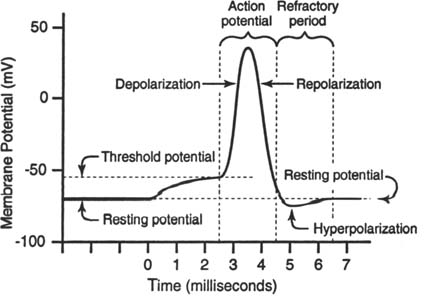 Action Refractory
potential period
50
Depolarization
Repolarization
0
Membrane Potential (mV)
Threshold potential
-50
Resting potential
Resting potential
Hyperpolarization
-100
0 1 2 3 4 5 6 7
Time (milliseconds)